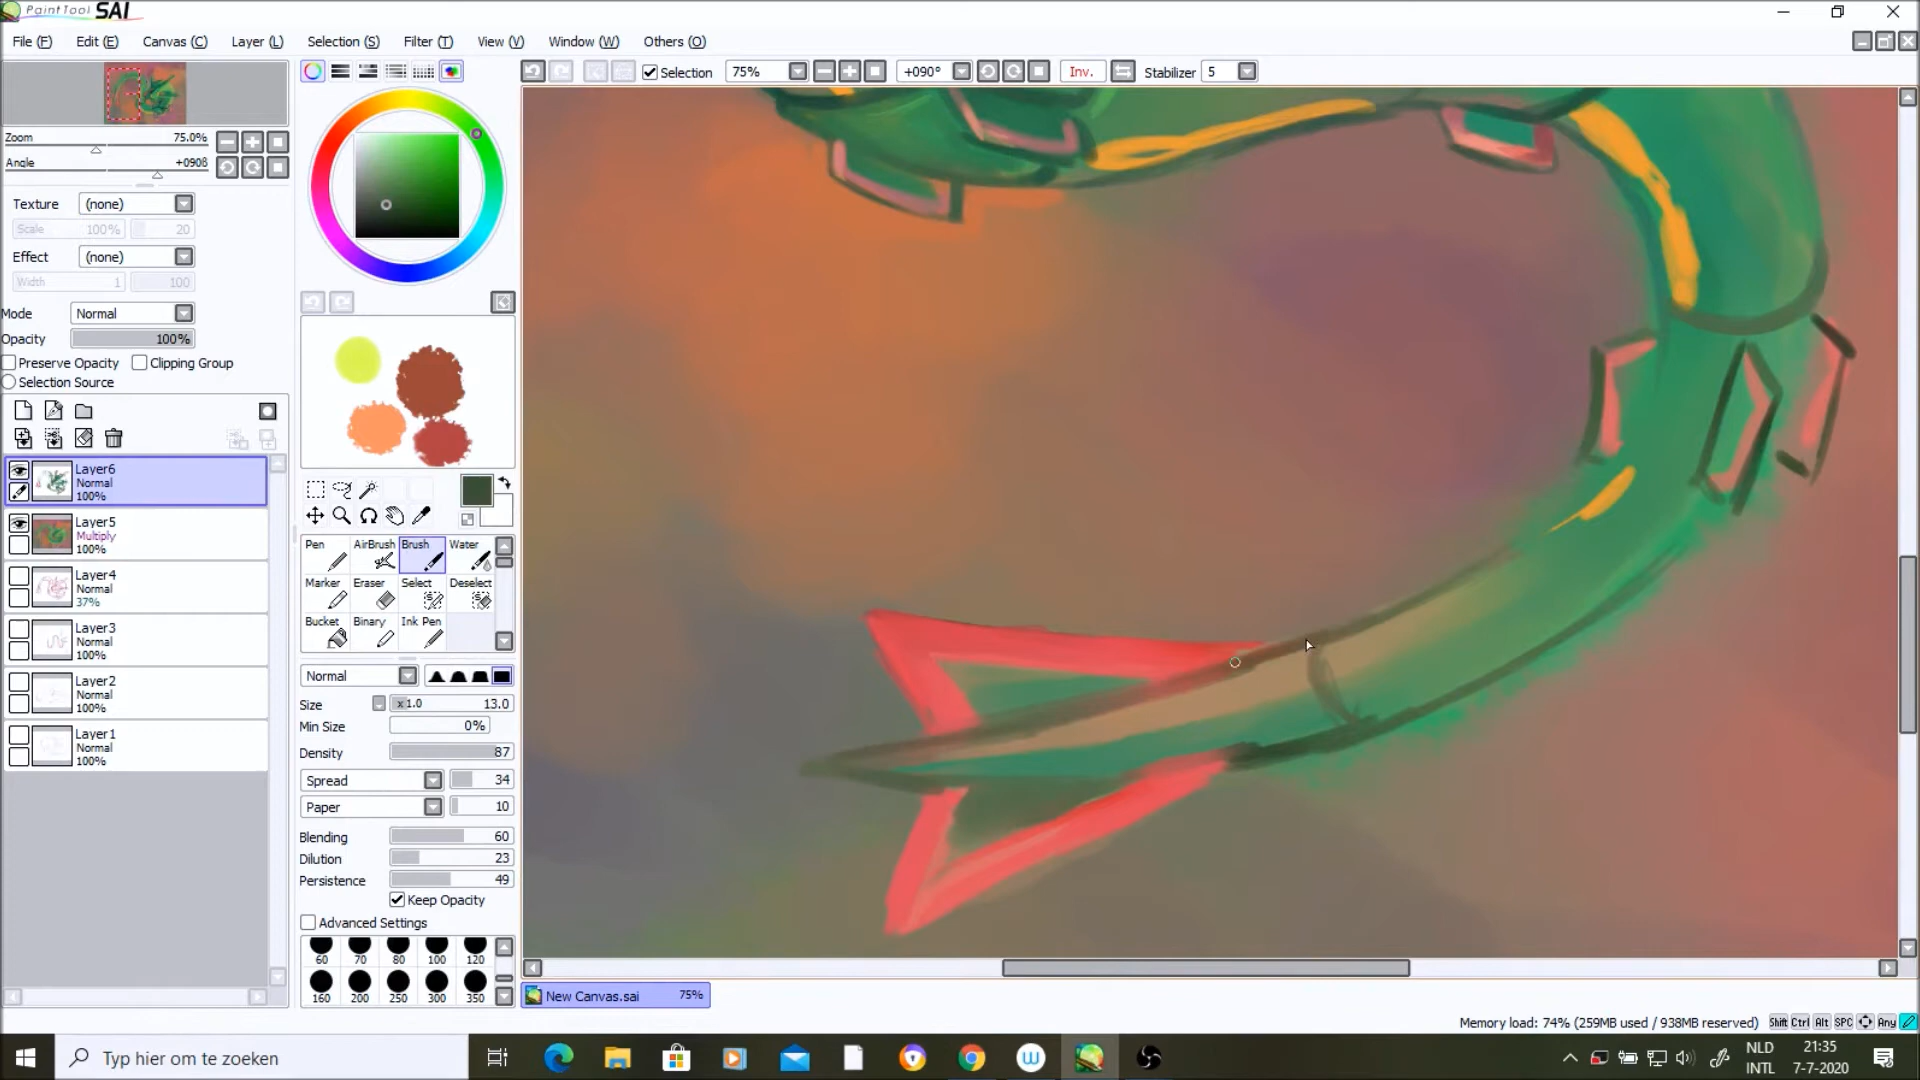 PaintTool SAI
File (F) Edit (E) Canvas (C) Layer (L) Selection (S) Filter (T) View (V) Window (W) Others (O)
Selection 75% +090° Inv. Stabilizer 5
Zoom 75.0%
Angle +090β
Texture (none)
Scale 100% 20
Effect (none)
Width 1 100
Mode Normal
Opacity 100%
Preserve Opacity Clipping Group
Selection Source
Layer6
Normal
100%
Layer5
Multiply
100%
Layer4
Normal
37%
Layer3
Normal
100%
Layer2
Normal
100%
Layer1
Normal
100%
Pen AirBrush Brush Water
Marker Eraser Select Deselect
Bucket Binary Ink Pen
Normal
Size x1.0 13.0
Min Size 0%
Density 87
Spread 34
Paper 10
Blending 60
Dilution 23
Persistence 49
Keep Opacity
Advanced Settings
60 70 80 100 120
160 200 250 300 350
New Canvas.sai 75%
Memory load: 74% (259MB used / 938MB reserved) Shift Ctrl Alt SPC Any
Typ hier om te zoeken
NLD
INTL
21:35
7-7-2020